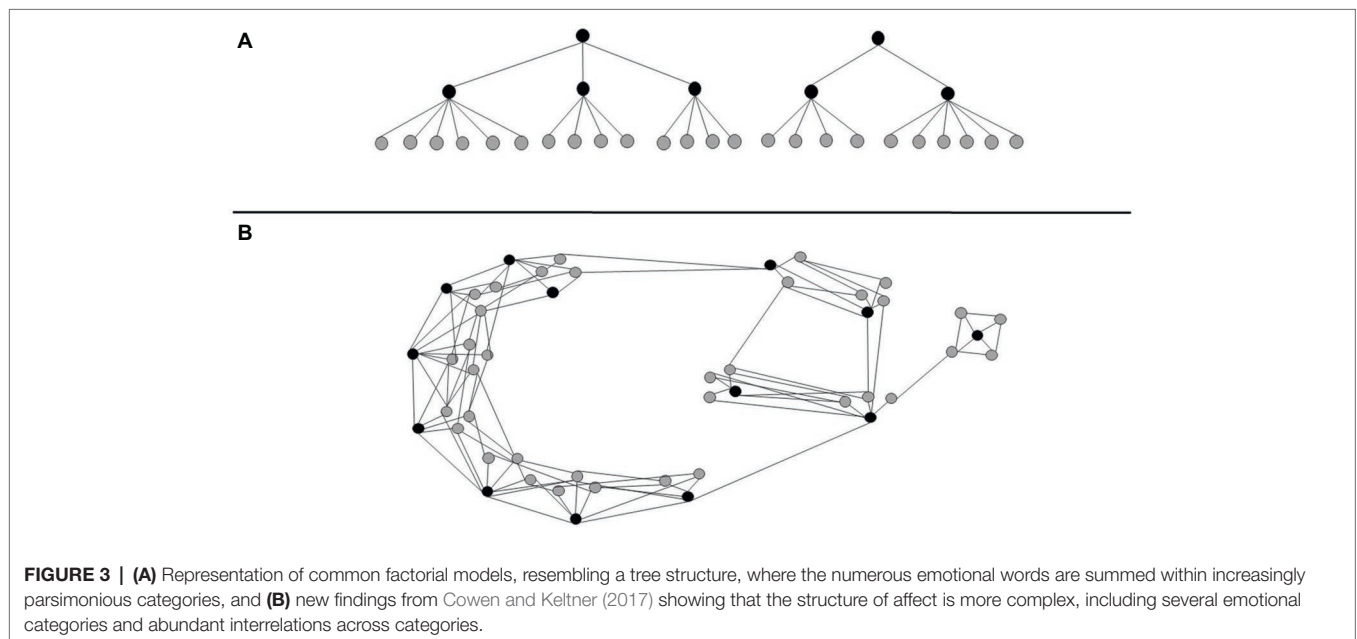 A
B
FIGURE 3 | (A) Representation of common factorial models, resembling a tree structure, where the numerous emotional words are summed within increasingly
parsimonious categories, and (B) new findings from Cowen and Keltner (2017) showing that the structure of affect is more complex, including several emotional
categories and abundant interrelations across categories.